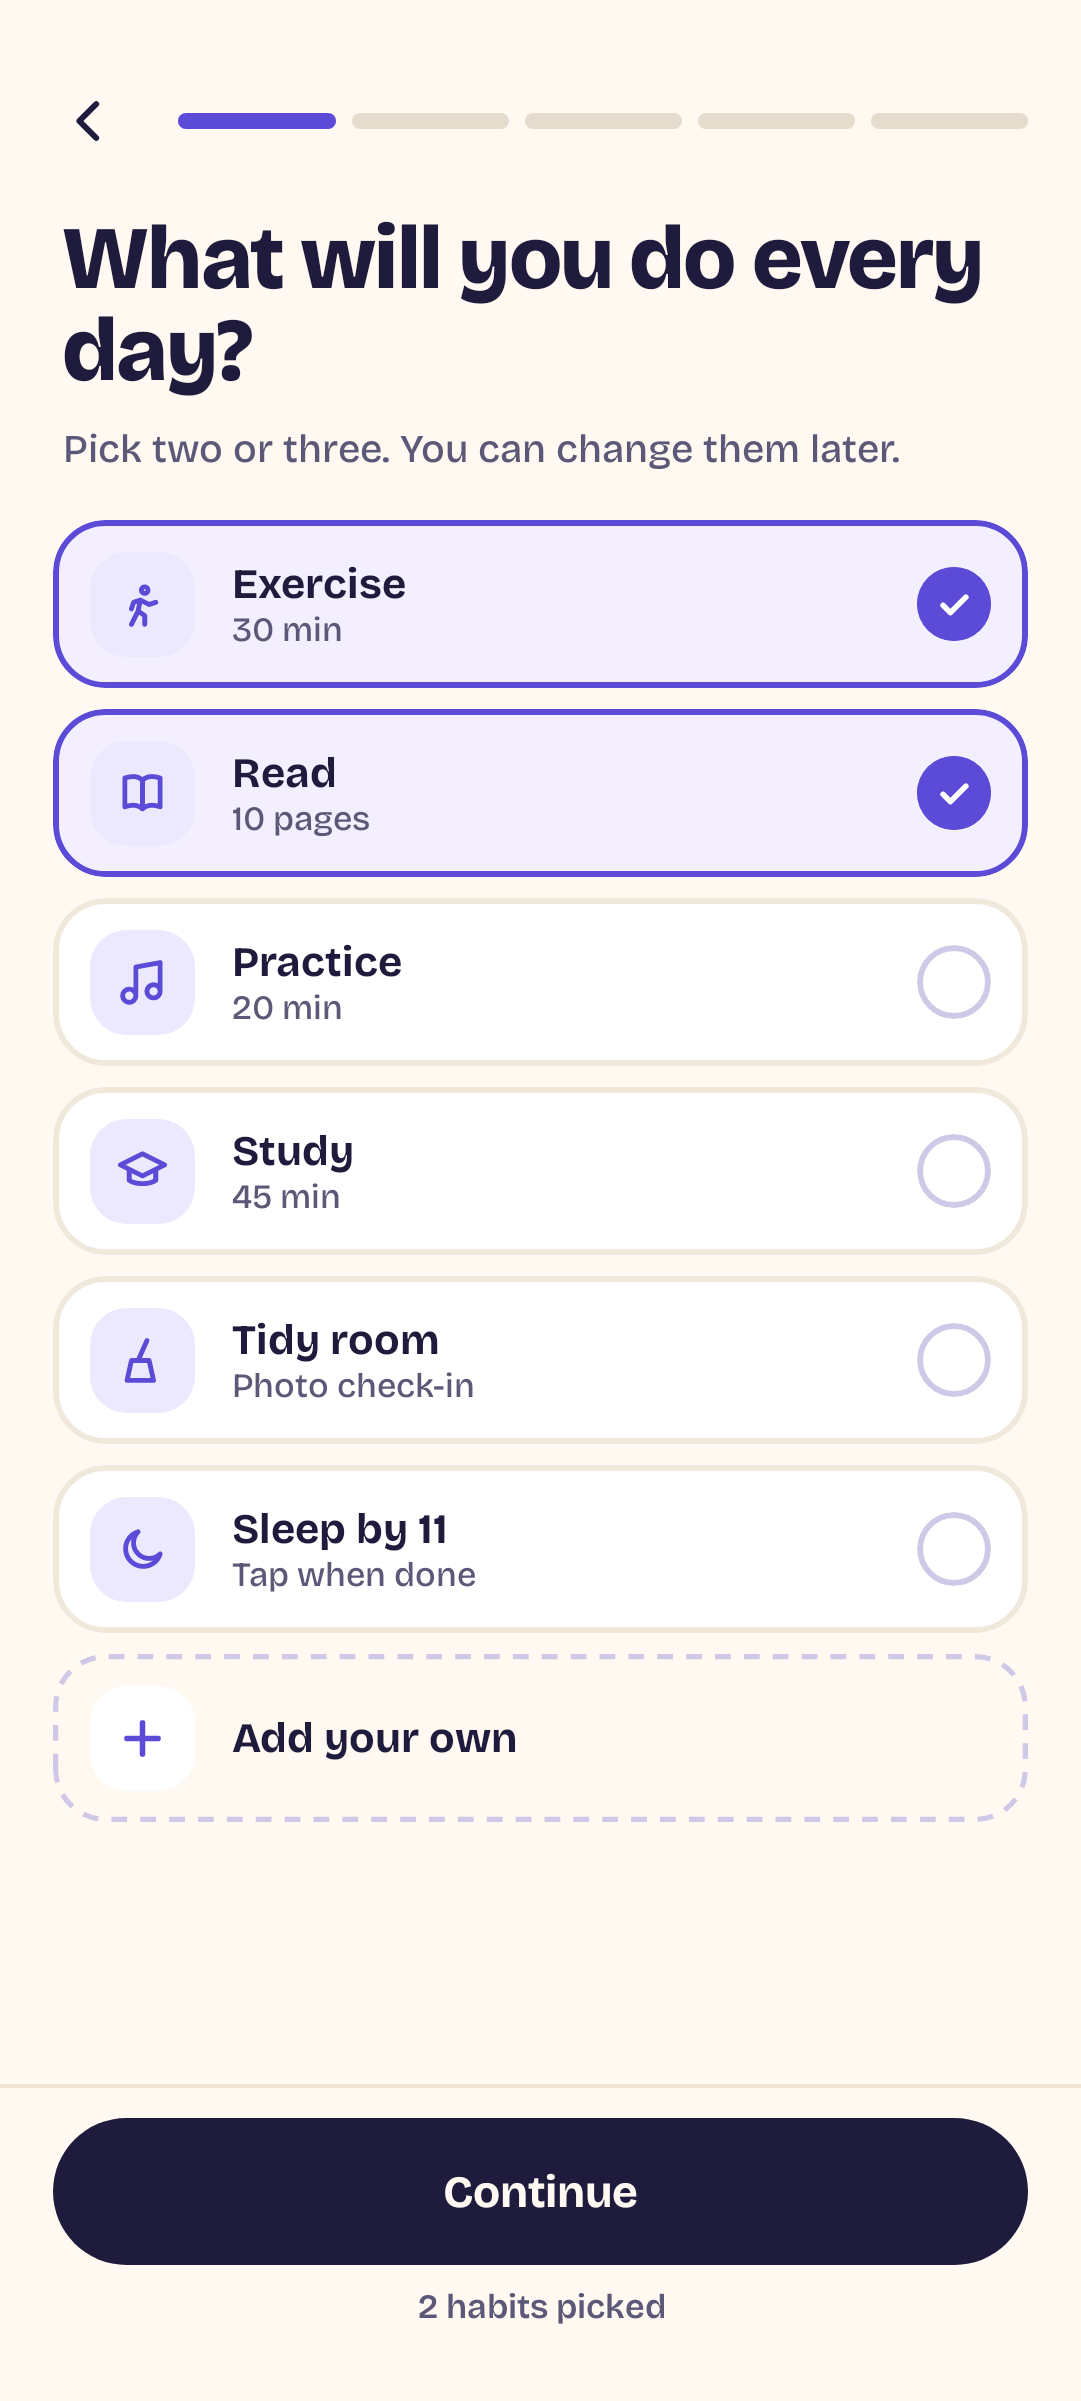 What will you do every
day?
Pick two or three. You can change them later.
Exercise
30 min
Read
10 pages
Practice
20 min
Study
45 min
Tidy room
Photo check-in
Sleep by 11
Tap when done
Add your own
Continue
2 habits picked